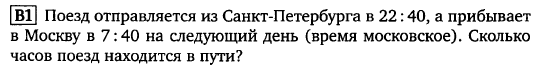 B1 Поезд отправляется из Санкт-Петербурга в 22:40, а прибывает
в Москву в 7:40 на следующий день (время московское). Сколько
часов поезд находится в пути?